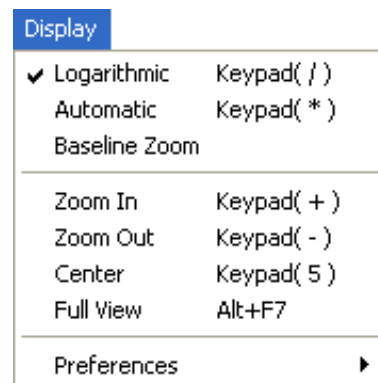 Display
Logarithmic Keypad( / )
Automatic Keypad( * )
Baseline Zoom
Zoom In Keypad( + )
Zoom Out Keypad( - )
Center Keypad( 5 )
Full View Alt+F7
Preferences